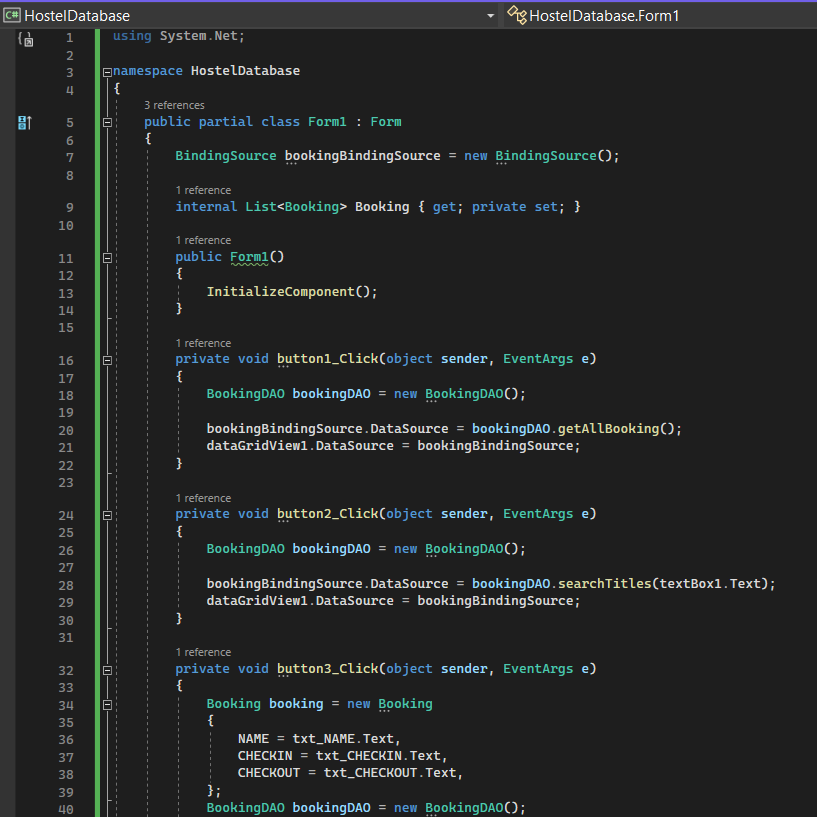 C# HostelDatabase HostelDatabase.Form1
1 using System.Net;
2
3 namespace HostelDatabase
4 {
3 references
5 public partial class Form1 : Form
6 {
7 BindingSource bookingBindingSource = new BindingSource();
8
1 reference
9 internal List<Booking> Booking { get; private set; }
10
1 reference
11 public Form1()
12 {
13 InitializeComponent();
14 }
15
1 reference
16 private void button1_Click(object sender, EventArgs e)
17 {
18 BookingDAO bookingDAO = new BookingDAO();
19
20 bookingBindingSource.DataSource = bookingDAO.getAllBooking();
21 dataGridView1.DataSource = bookingBindingSource;
22 }
23
1 reference
24 private void button2_Click(object sender, EventArgs e)
25 {
26 BookingDAO bookingDAO = new BookingDAO();
27
28 bookingBindingSource.DataSource = bookingDAO.searchTitles(textBox1.Text);
29 dataGridView1.DataSource = bookingBindingSource;
30 }
31
1 reference
32 private void button3_Click(object sender, EventArgs e)
33 {
34 Booking booking = new Booking
35 {
36 NAME = txt_NAME.Text,
37 CHECKIN = txt_CHECKIN.Text,
38 CHECKOUT = txt_CHECKOUT.Text,
39 };
40 BookingDAO bookingDAO = new BookingDAO();